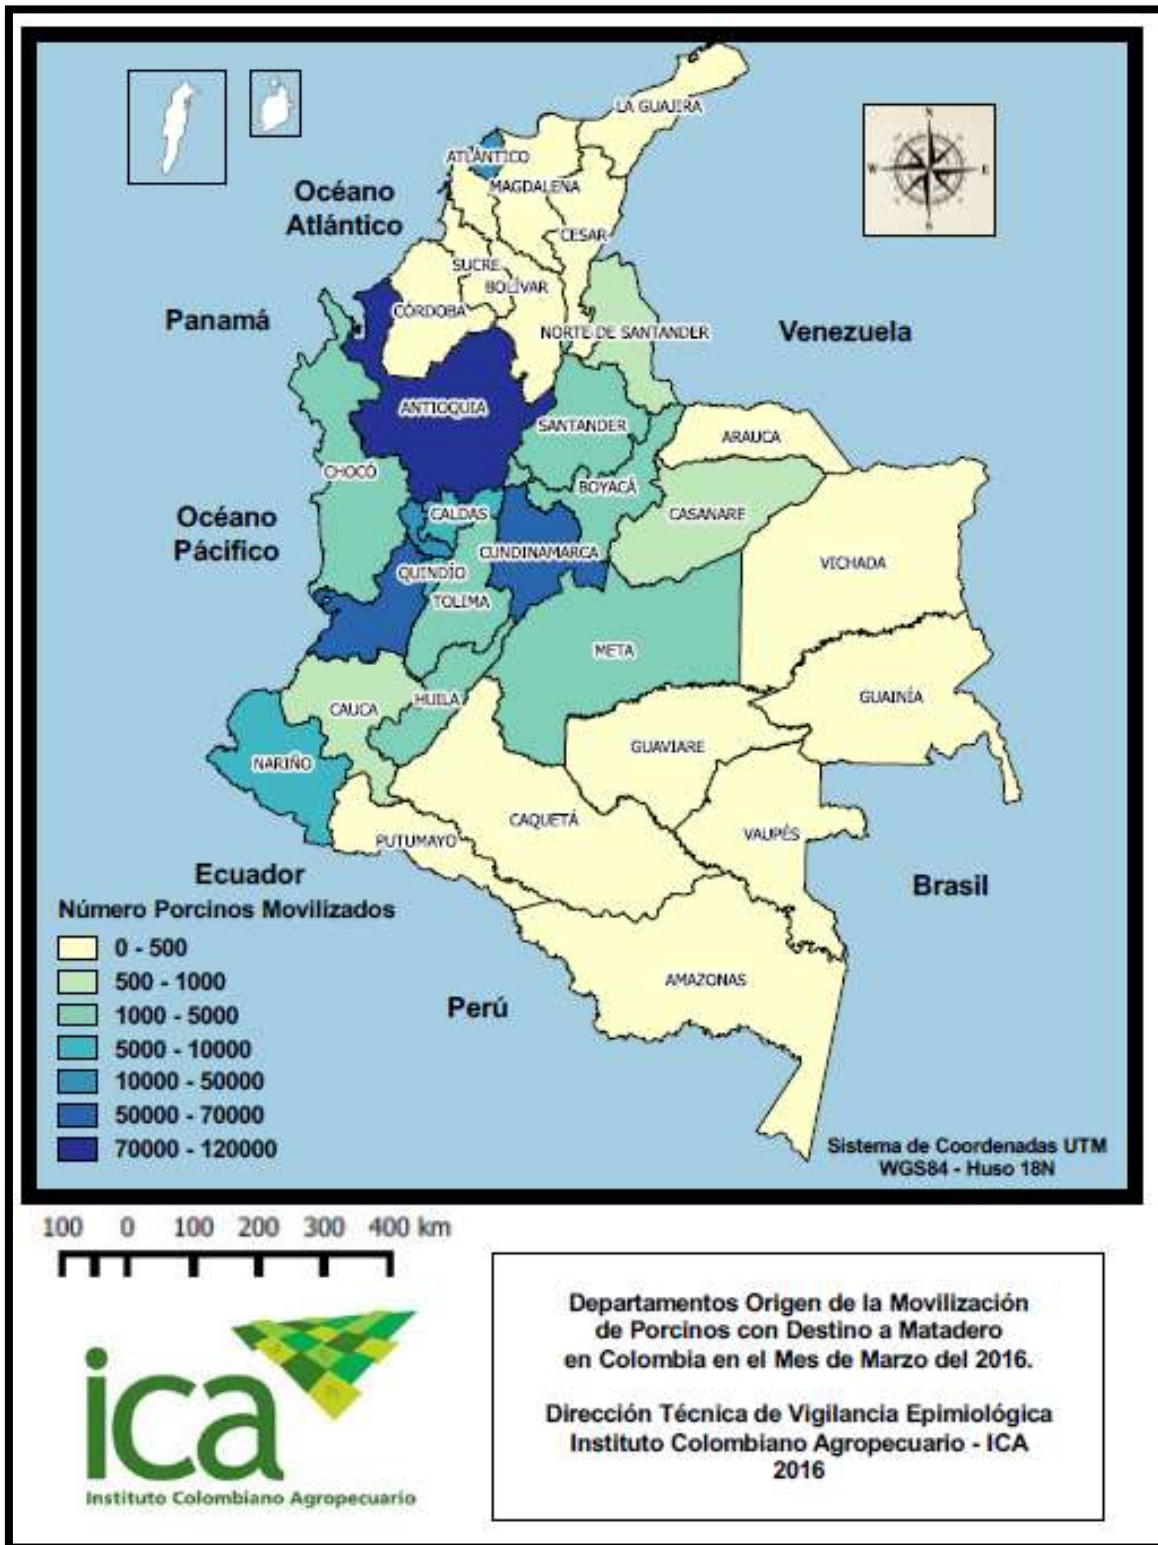 N
W
E
S
LA GUAJIRA
ATLÁNTICO
MAGDALENA
Océano
Atlántico
CESAR
SUCRE
BOLÍVAR
CÓRDOBA
Panamá
NORTE DE SANTANDER
Venezuela
ANTIOQUIA
SANTANDER
ARAUCA
CHOCÓ
BOYACÁ
CALDAS
CASANARE
Océano
Pácifico
CUNDINAMARCA
VICHADA
QUINDÍO
TOLIMA
META
GUAINÍA
HUILA
CAUCA
GUAVIARE
NARIÑO
CAQUETÁ
VAUPÉS
PUTUMAYO
Ecuador
Brasil
AMAZONAS
Perú
Número Porcinos Movilizados
0 - 500
500 - 1000
1000 - 5000
5000 - 10000
10000 - 50000
50000 - 70000
70000 - 120000
Sistema de Coordenadas UTM
WGS84 - Huso 18N
100 0 100 200 300 400 km
ica
Instituto Colombiano Agropecuario
Departamentos Origen de la Movilización
de Porcinos con Destino a Matadero
en Colombia en el Mes de Marzo del 2016.
Dirección Técnica de Vigilancia Epimiológica
Instituto Colombiano Agropecuario - ICA
2016